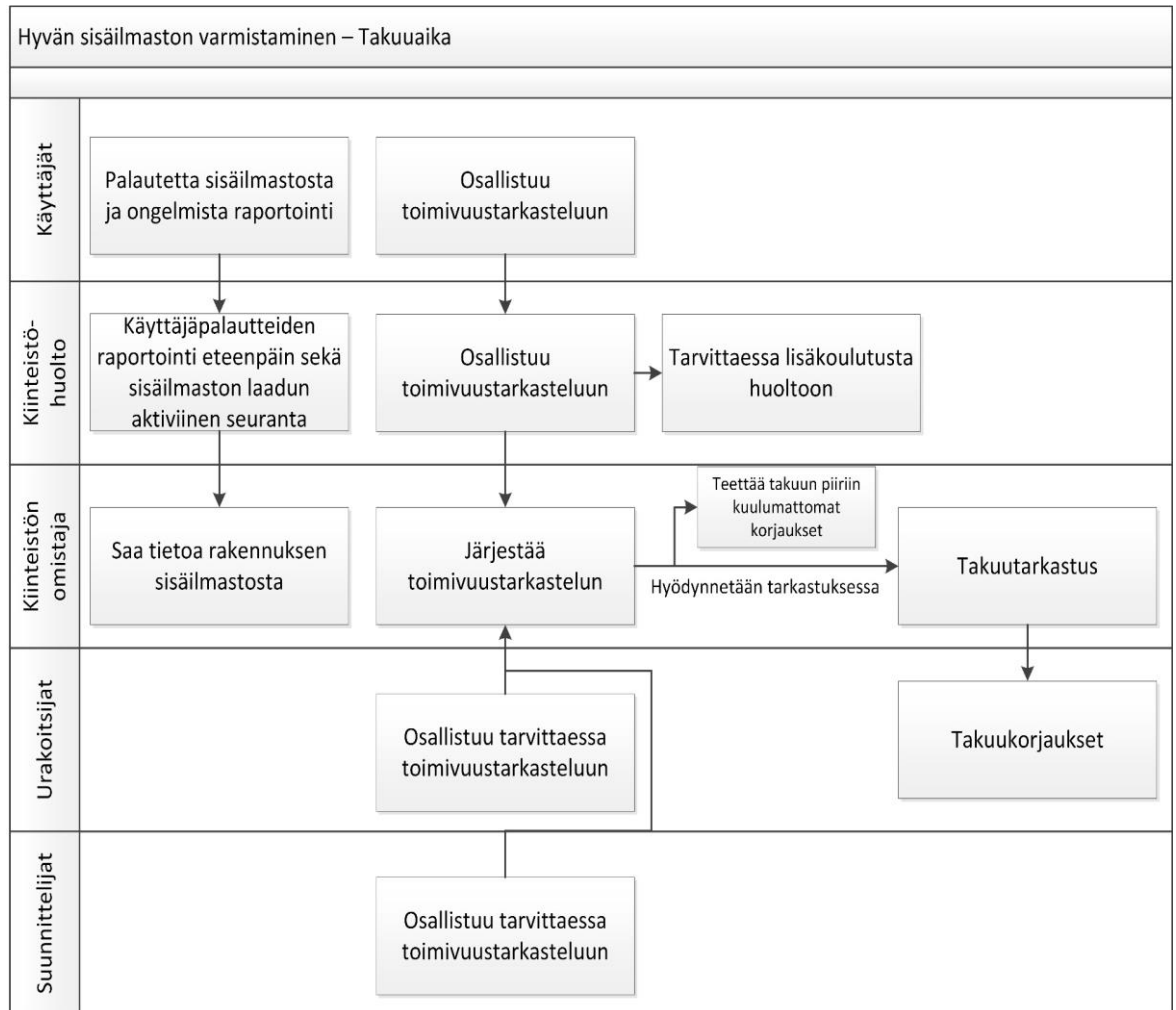 Hyvän sisäilmaston varmistaminen – Takuuaika
Käyttäjät
Palautetta sisäilmastosta
ja ongelmista raportointi
Osallistuu
toimivuustarkasteluun
Kiinteistö-
huolto
Käyttäjäpalautteiden
raportointi eteenpäin sekä
sisäilmaston laadun
aktiviinen seuranta
Osallistuu
toimivuustarkasteluun
Tarvittaessa lisäkoulutusta
huoltoon
Kiinteistön
omistaja
Saa tietoa rakennuksen
sisäilmastosta
Järjestää
toimivuustarkastelun
Teettää takuun piiriin
kuulumattomat
korjaukset
Hyödynnetään tarkastuksessa
Takuutarkastus
Urakoitsijat
Osallistuu tarvittaessa
toimivuustarkasteluun
Takuukorjaukset
Suunnittelijat
Osallistuu tarvittaessa
toimivuustarkasteluun